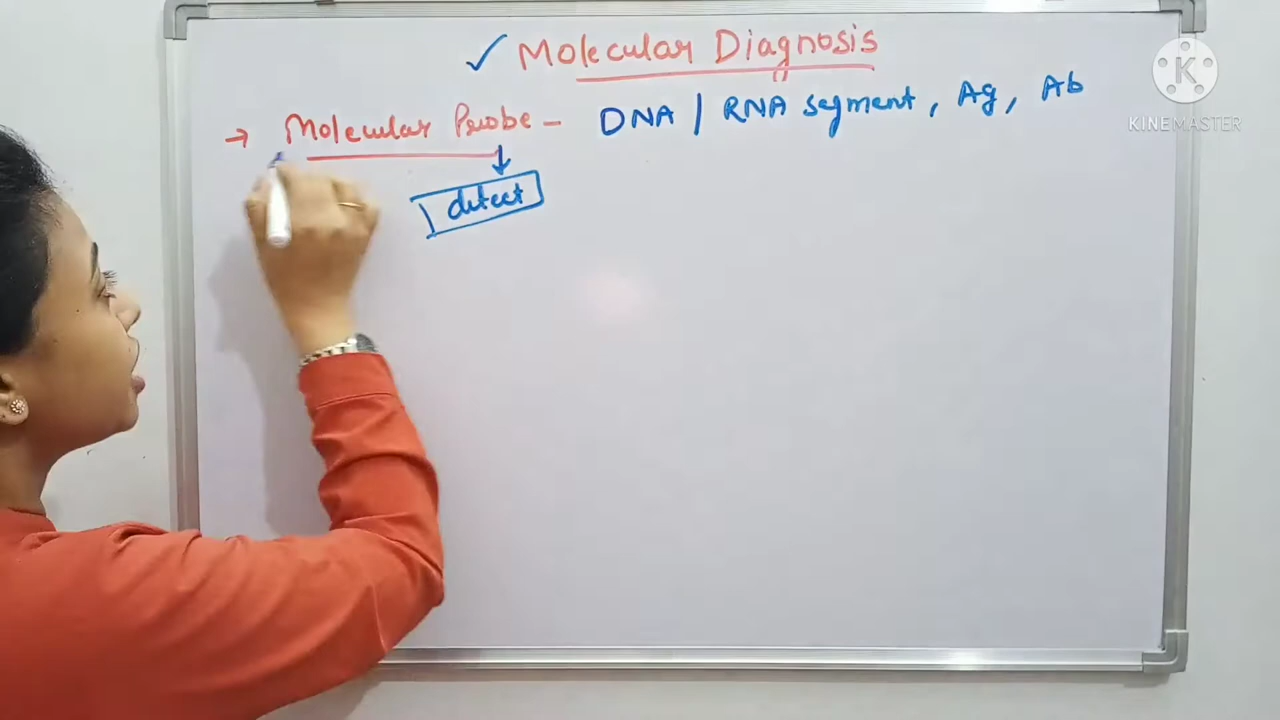 ✓ Molecular Diagnosis
→ Molecular Probe - DNA / RNA segment, Ag, Ab
↓
detect
K
KINEMASTER